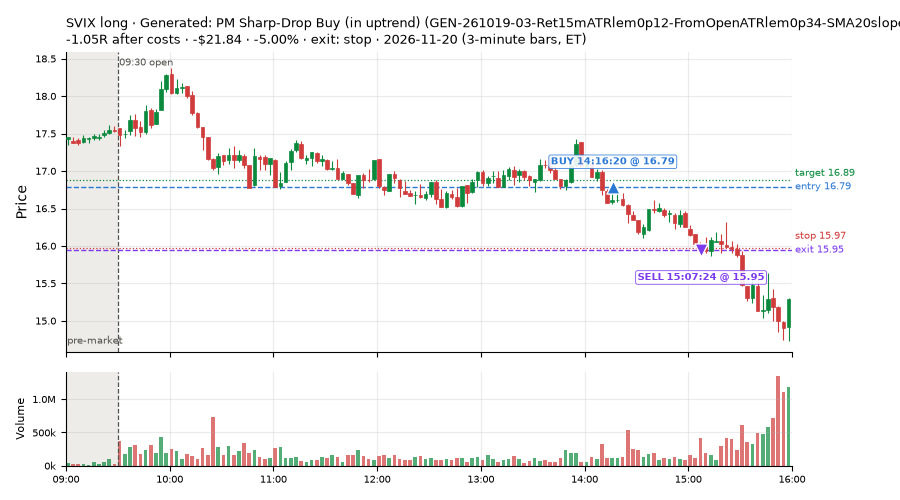 SVIX long · Generated: PM Sharp-Drop Buy (in uptrend) (GEN-261019-03-Ret15mATRlem0p12-FromOpenATRlem0p34-SMA20slope
-1.05R after costs · -$21.84 · -5.00% · exit: stop · 2026-11-20 (3-minute bars, ET)
18.5
09:30 open
18.0
17.5
BUY 14:16:20 @ 16.79
17.0
target 16.89
entry 16.79
16.5
Price
stop 15.97
16.0
exit 15.95
SELL 15:07:24 @ 15.95
15.5
15.0
pre-market
1.0M
Volume
500k
0k
09:00 10:00 11:00 12:00 13:00 14:00 15:00 16:00